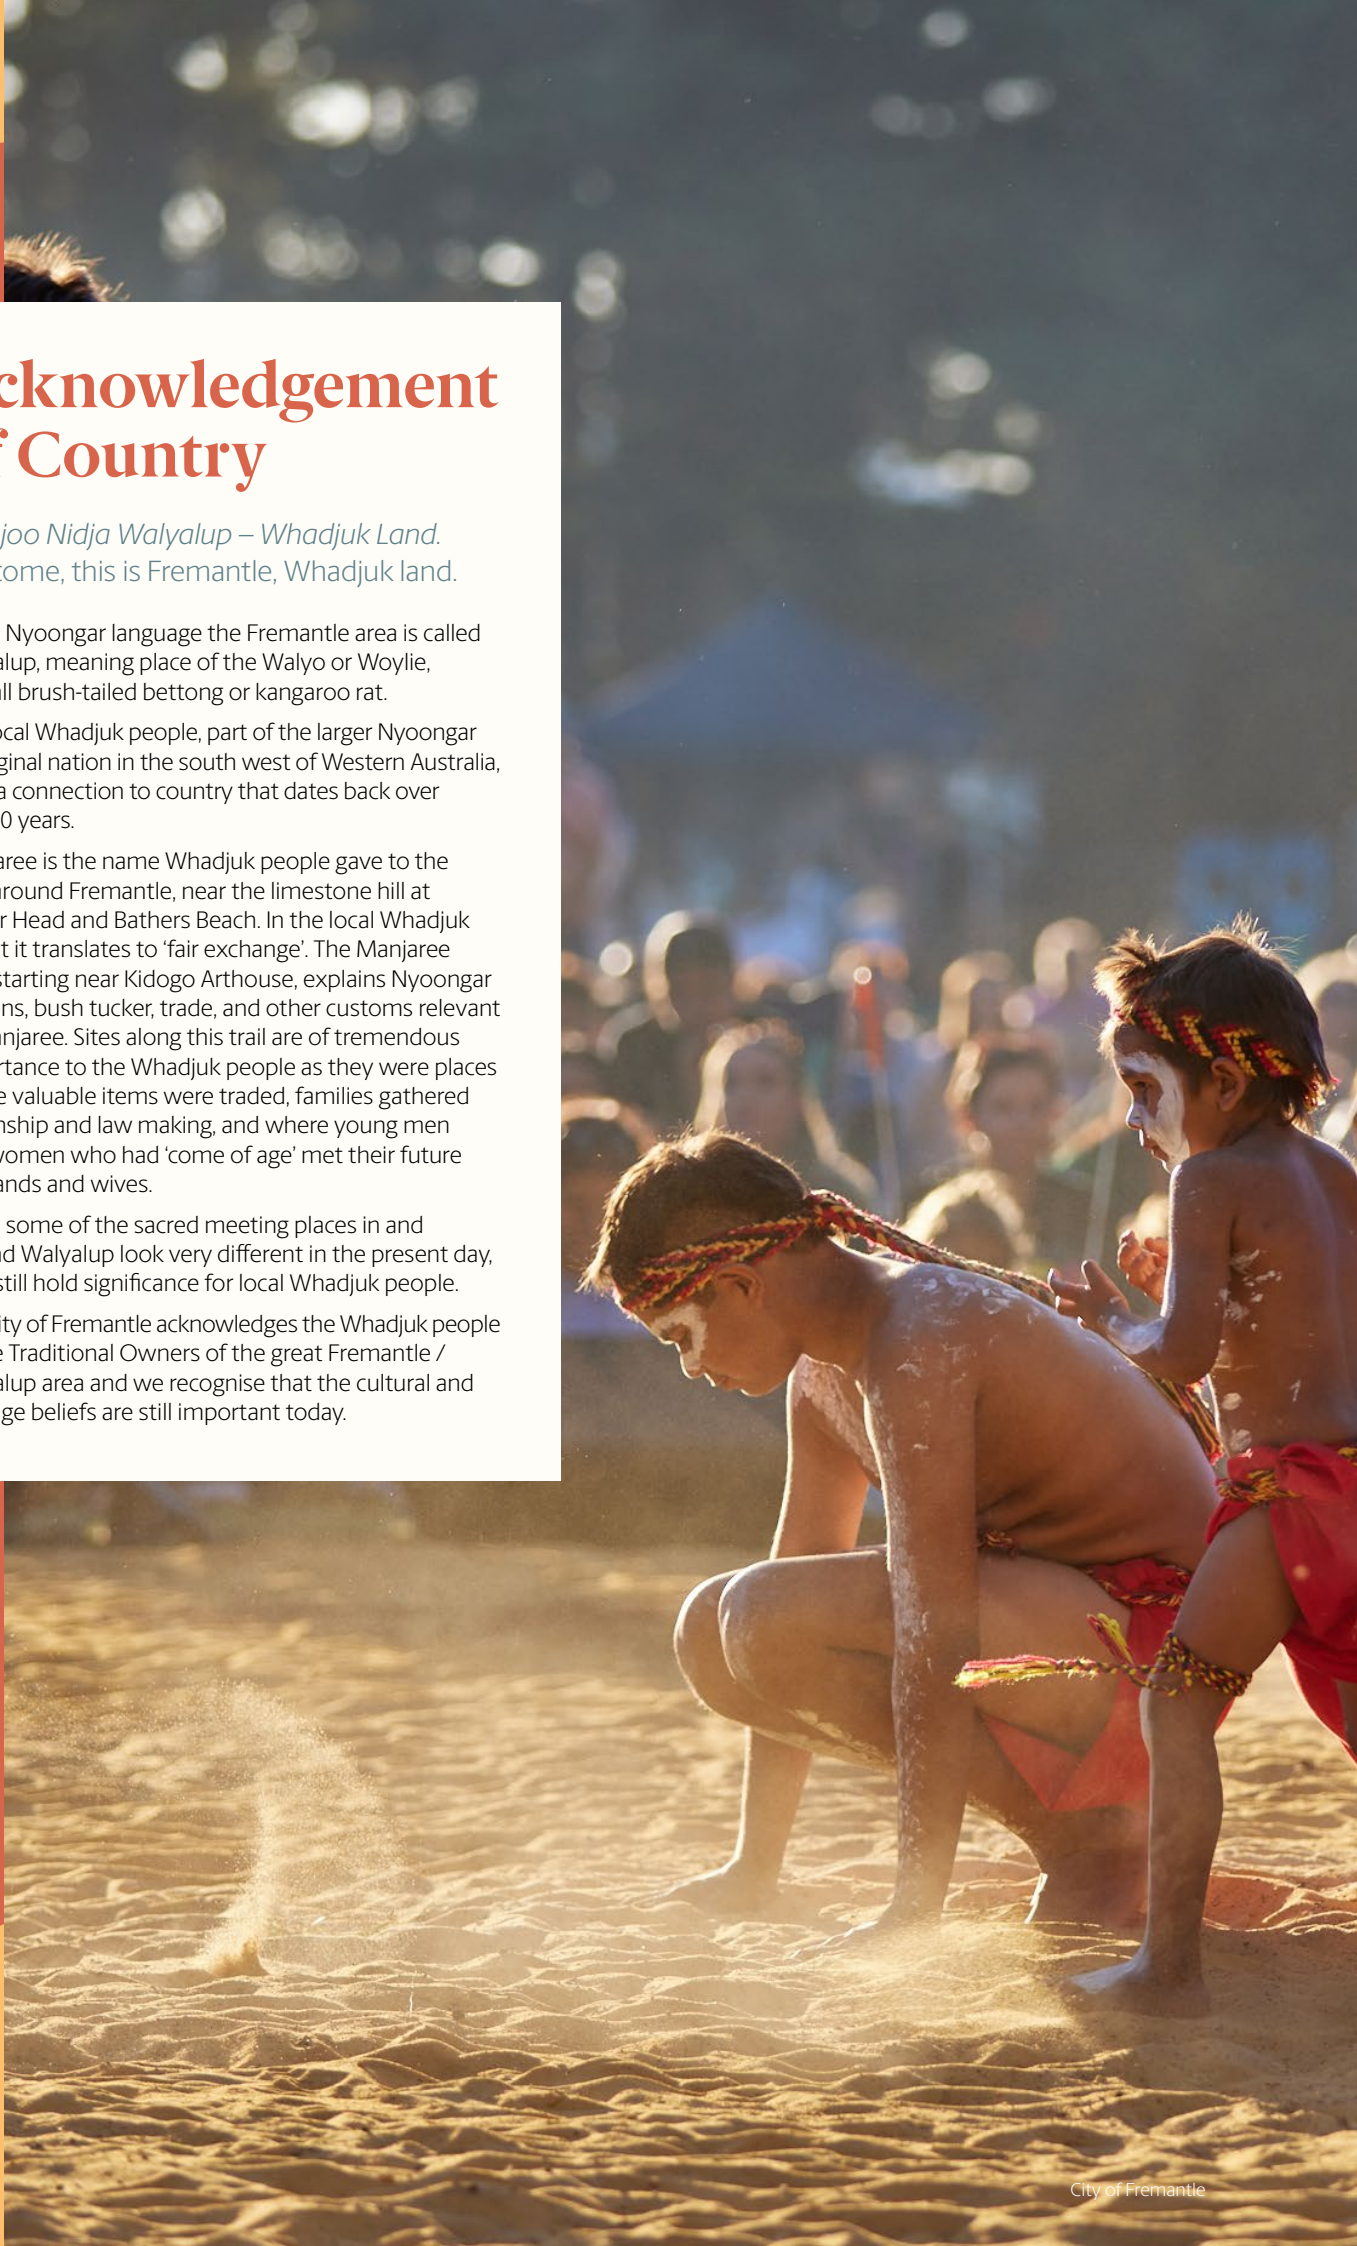 cknowledgement
f Country
joo Nidja Walyalup – Whadjuk Land.
come, this is Fremantle, Whadjuk land.
Nyoongar language the Fremantle area is called
alup, meaning place of the Walyo or Woylie,
all brush-tailed bettong or kangaroo rat.
ocal Whadjuk people, part of the larger Nyoongar
ginal nation in the south west of Western Australia,
a connection to country that dates back over
0 years.
aree is the name Whadjuk people gave to the
around Fremantle, near the limestone hill at
r Head and Bathers Beach. In the local Whadjuk
t it translates to ‘fair exchange’. The Manjaree
starting near Kidogo Arthouse, explains Nyoongar
ns, bush tucker, trade, and other customs relevant
anjaree. Sites along this trail are of tremendous
rtance to the Whadjuk people as they were places
e valuable items were traded, families gathered
nship and law making, and where young men
women who had ‘come of age’ met their future
ands and wives.
some of the sacred meeting places in and
nd Walyalup look very different in the present day,
still hold significance for local Whadjuk people.
ity of Fremantle acknowledges the Whadjuk people
e Traditional Owners of the great Fremantle /
alup area and we recognise that the cultural and
ge beliefs are still important today.
City of Fremantle